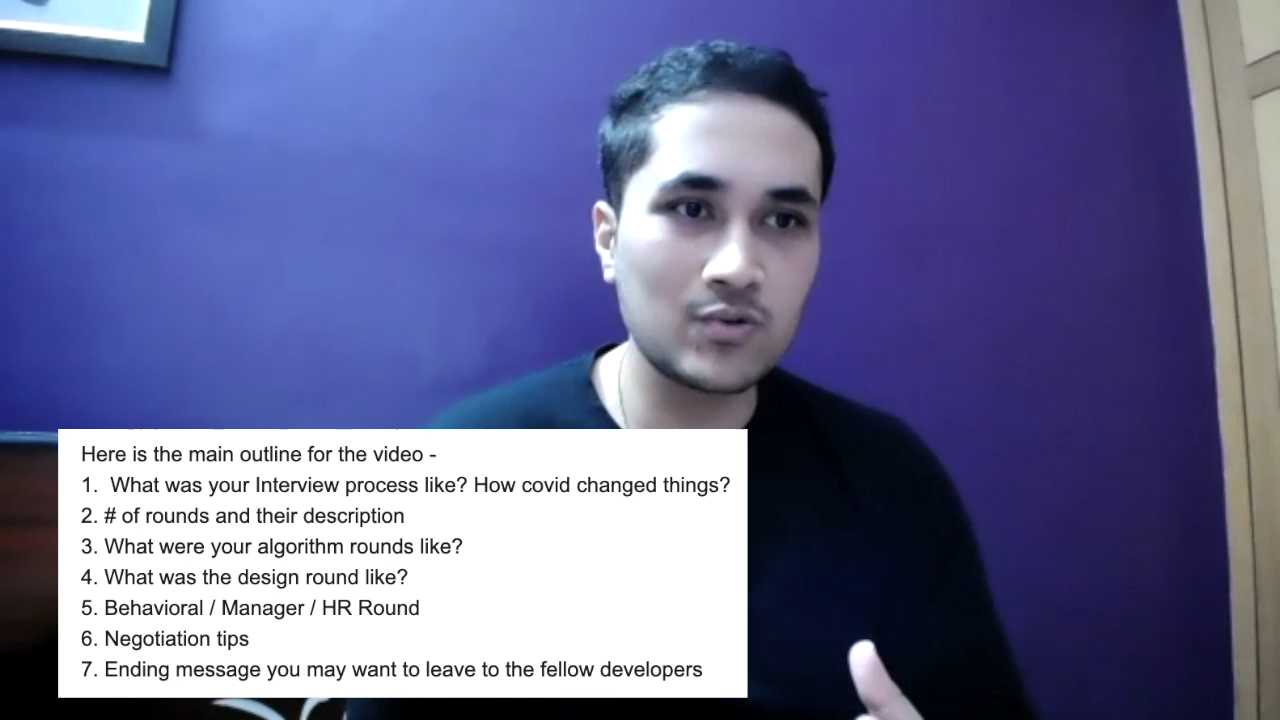 Here is the main outline for the video -
1. What was your Interview process like? How covid changed things?
2. # of rounds and their description
3. What were your algorithm rounds like?
4. What was the design round like?
5. Behavioral / Manager / HR Round
6. Negotiation tips
7. Ending message you may want to leave to the fellow developers